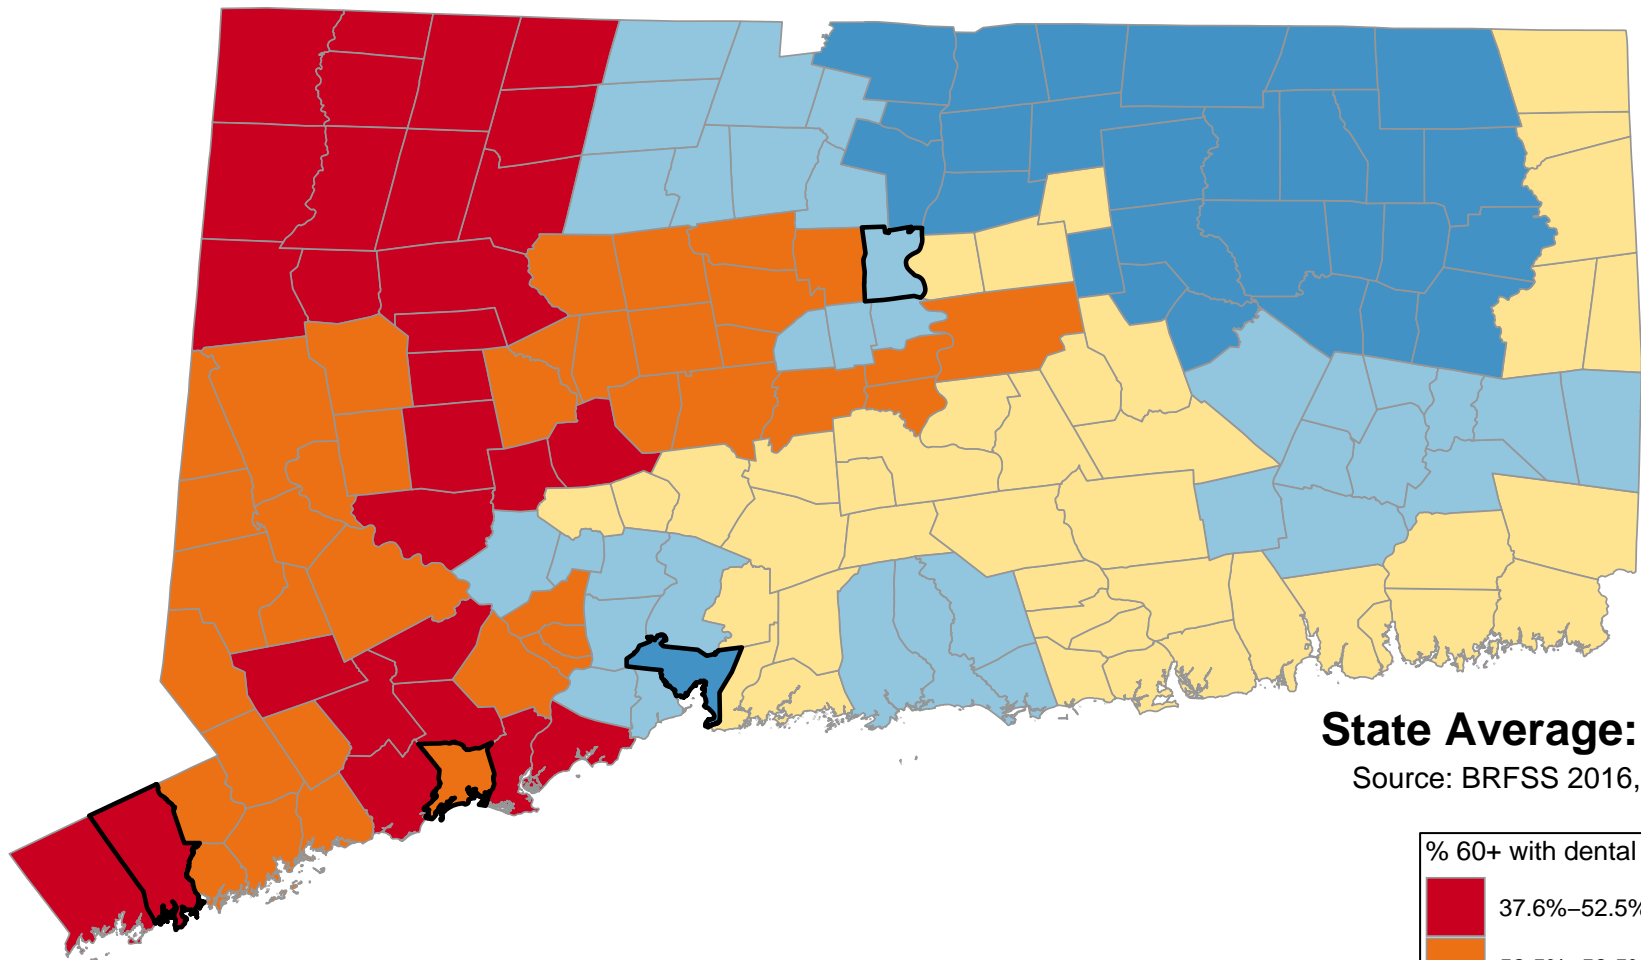 State Average:
Source: BRFSS 2016,
% 60+ with dental
37.6%–52.5%